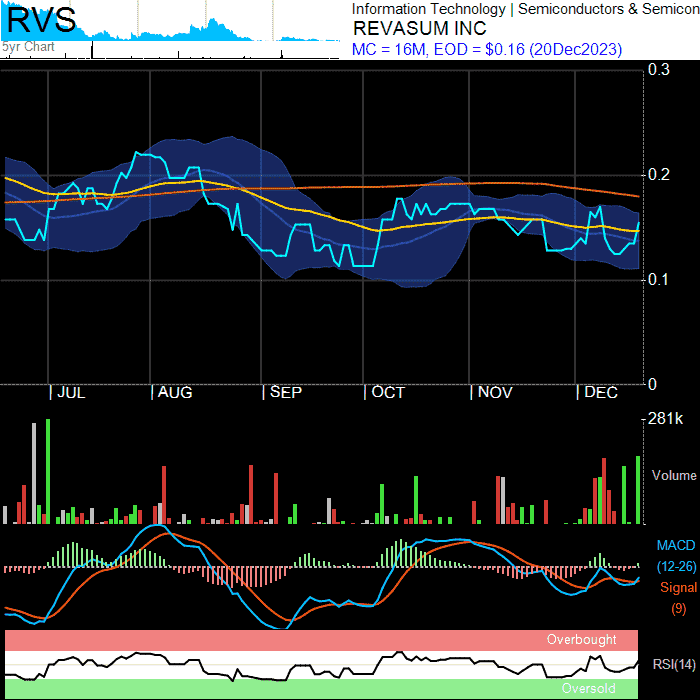 RVS
5yr Chart
Information Technology | Semiconductors & Semicon
REVASUM INC
MC = 16M, EOD = $0.16 (20Dec2023)
0.3
0.2
0.1
0
| JUL | AUG | SEP | OCT | NOV | DEC
281k
Volume
MACD
(12-26)
Signal
(9)
Overbought
RSI(14)
Oversold